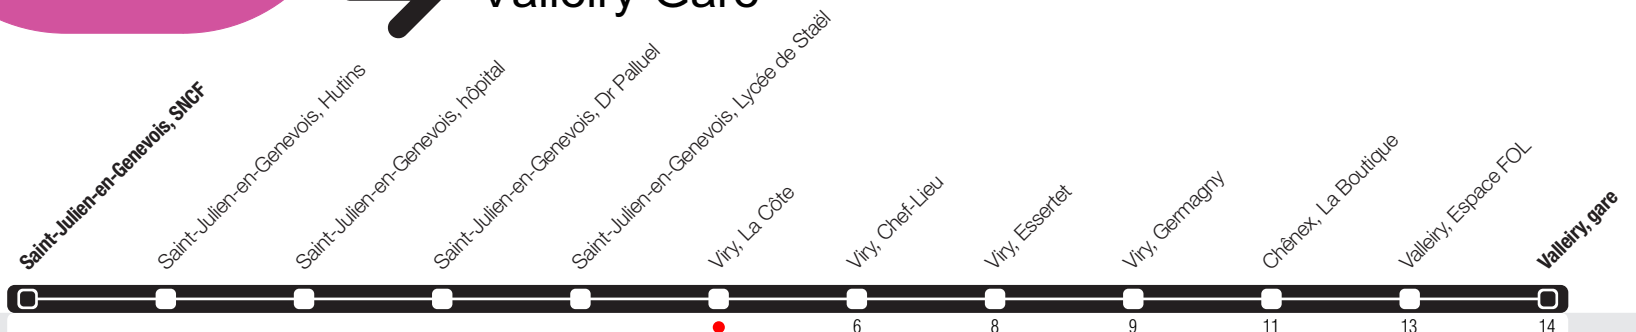 Valleiry Gare
Saint-Julien-en-Genevois, SNCF
Saint-Julien-en-Genevois, Hutins
Saint-Julien-en-Genevois, hôpital
Saint-Julien-en-Genevois, Dr Palluel
Saint-Julien-en-Genevois, Lycée de Staël
Viry, La Côte
Viry, Chef-Lieu
Viry, Essertet
Viry, Germagny
Chênex, La Boutique
Valleiry, Espace FOL
Valleiry, gare
6 8 9 11 13 14